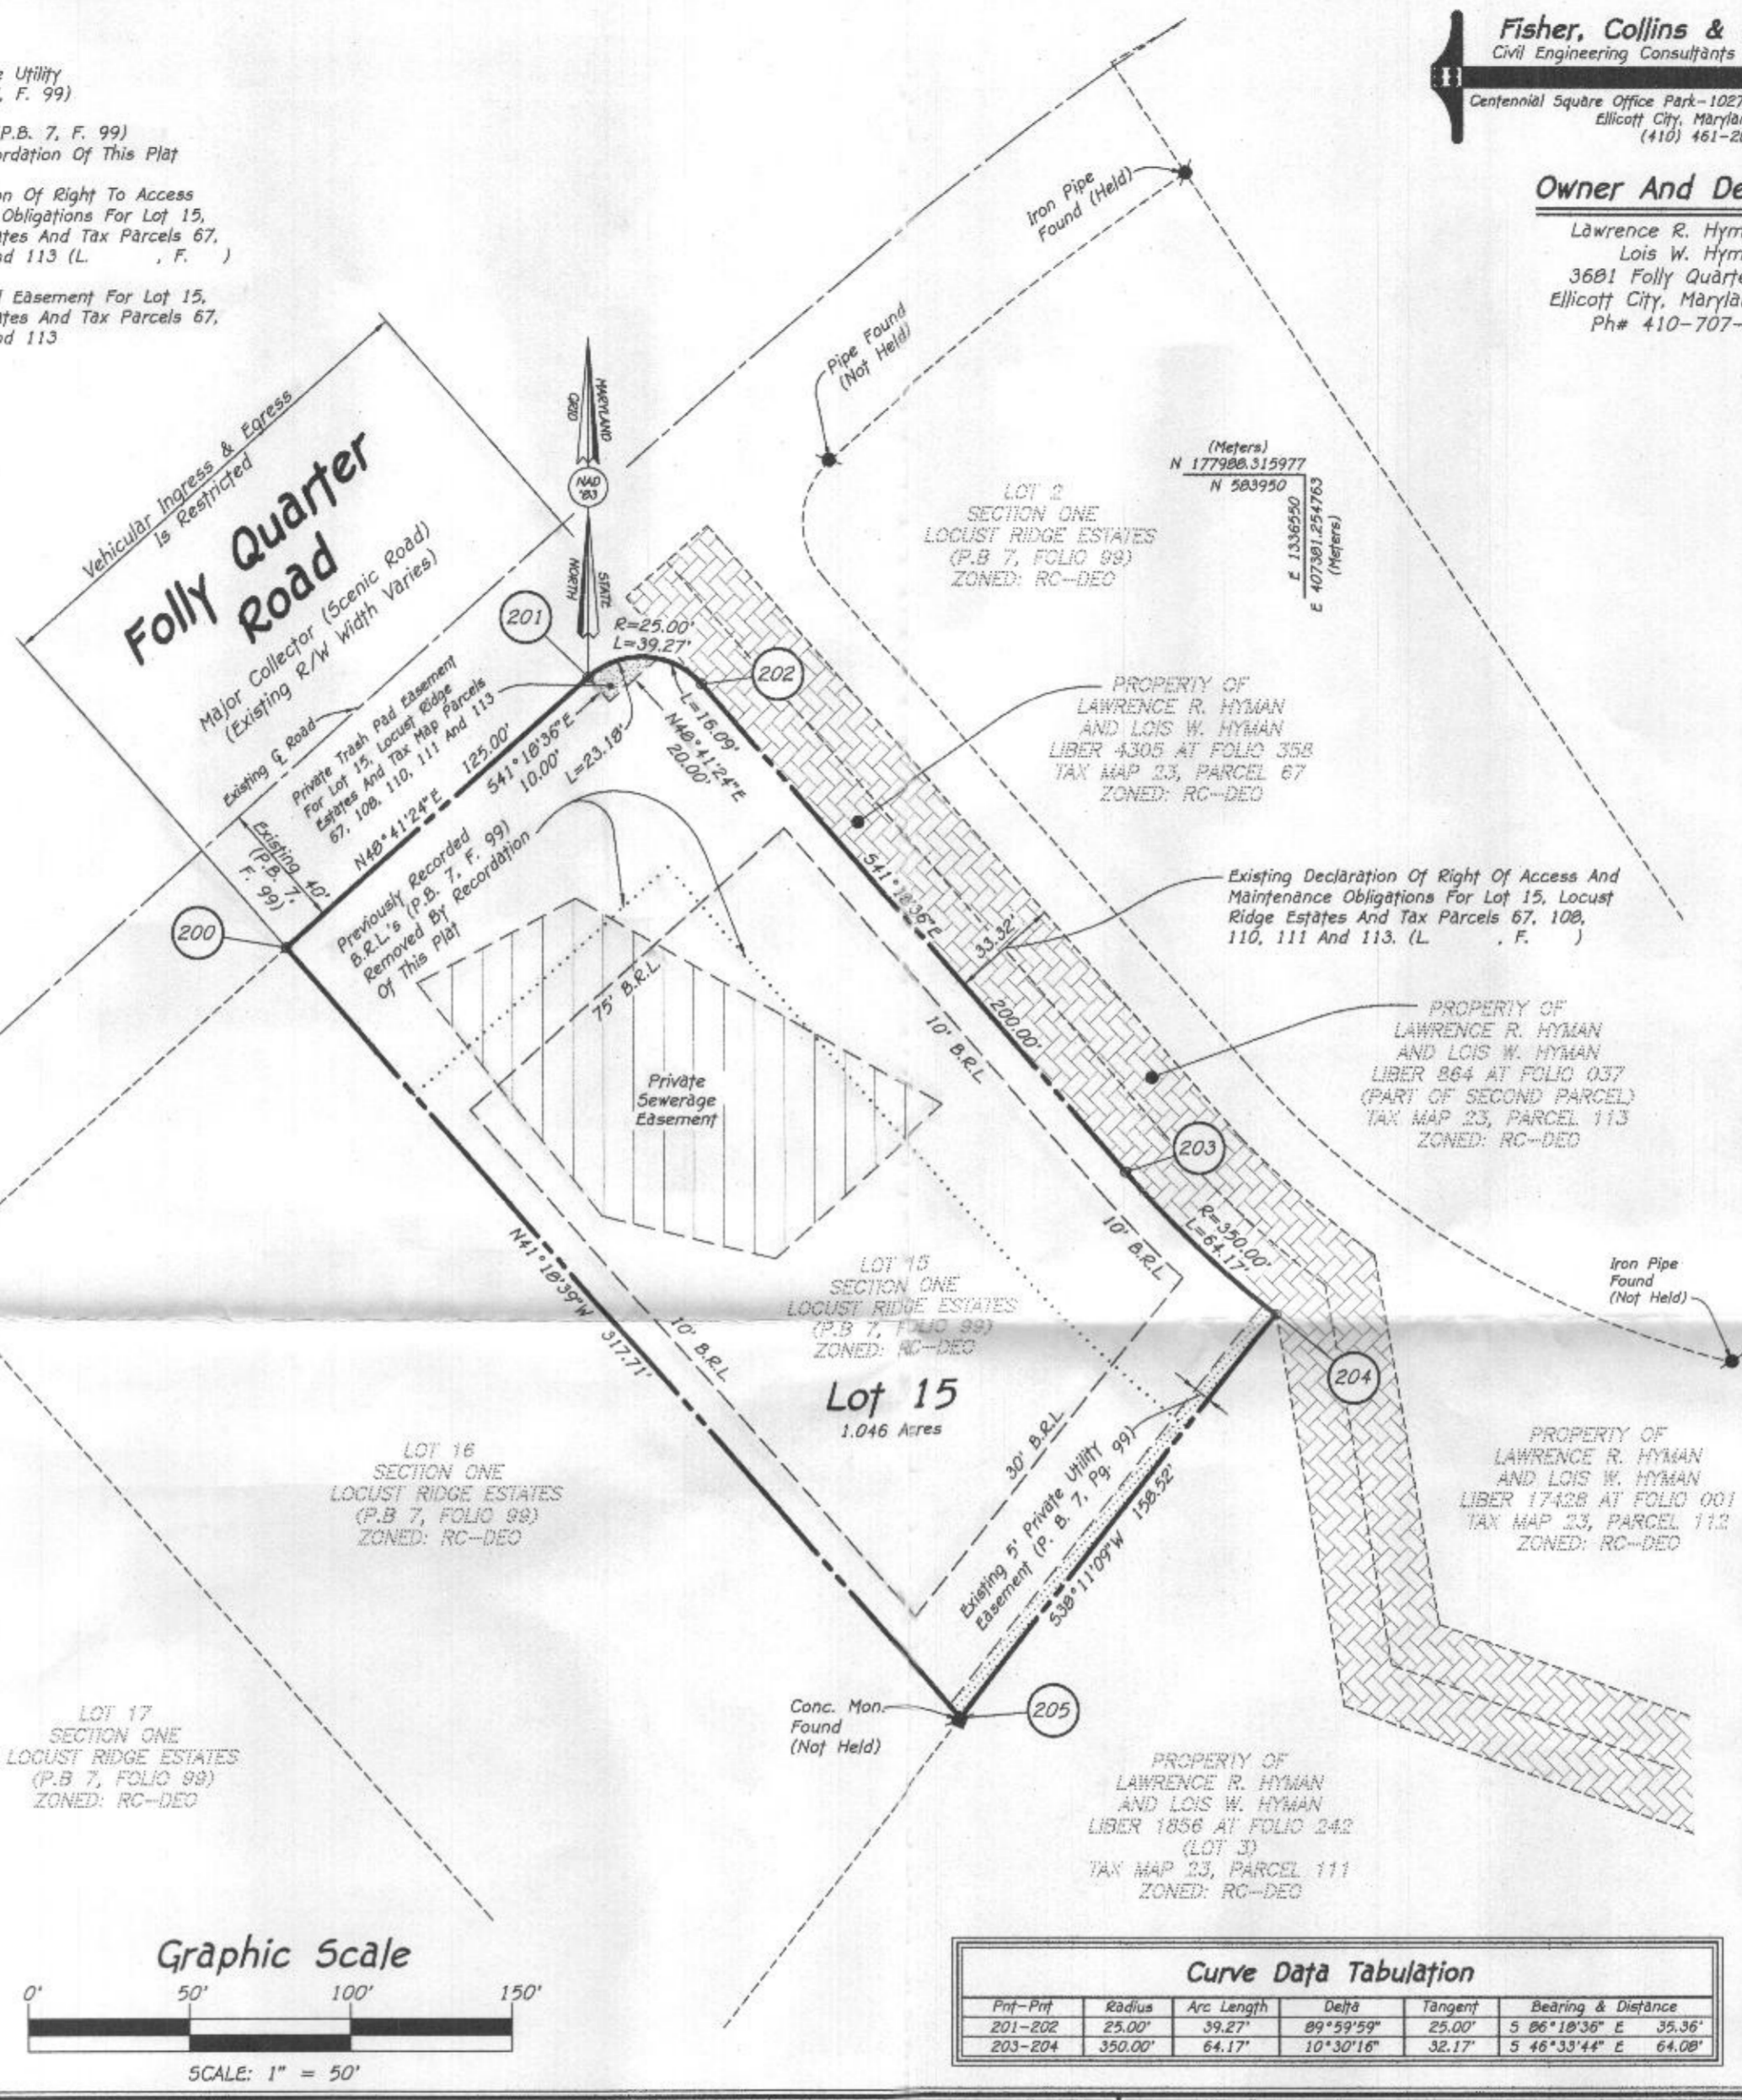 e Utility
, F. 99)
P.B. 7, F. 99)
ordation Of This Plat
on Of Right To Access
Obligations For Lot 15,
ates And Tax Parcels 67,
nd 113 (L. , F. )
l Easement For Lot 15,
ates And Tax Parcels 67,
nd 113
Fisher, Collins &
Civil Engineering Consultants
Centennial Square Office Park-1027
Ellicott City, Maryla
(410) 461-28
Owner And De
Lawrence R. Hym
Lois W. Hym
3681 Folly Quarte
Ellicott City, Maryla
Ph# 410-707-
Iron Pipe
Found (Held)
Pipe Found
(Not Held)
Vehicular Ingress & Egress
Is Restricted
Folly Quarter
Road
Major Collector (Scenic Road)
(Existing R/W Width Varies)
MARYLAND
GRID
NAD
'83
STATE
NORTH
(Meters)
N 177988.315977
N 583950
E 1336550
E 407381.254763
(Meters)
LOT 2
SECTION ONE
LOCUST RIDGE ESTATES
(P.B 7, FOLIO 99)
ZONED: RC-DEO
201
R=25.00'
L=39.27'
202
Existing ℄ Road
Private Trash Pad Easement
For Lot 15, Locust Ridge
Estates And Tax Map Parcels
67, 108, 110, 111 And 113
N48°41'24"E 125.00'
S41°18'36"E
10.00'
L=23.18'
L=16.09'
N48°41'24"E
20.00'
Existing 40'
(P.B. 7,
F. 99)
200
Previously Recorded
B.R.L.'s (P.B. 7, F. 99)
Removed By Recordation
Of This Plat
PROPERTY OF
LAWRENCE R. HYMAN
AND LOIS W. HYMAN
LIBER 4305 AT FOLIO 358
TAX MAP 23, PARCEL 67
ZONED: RC-DEO
S41°18'36"E
200.00'
33.32'
Existing Declaration Of Right Of Access And
Maintenance Obligations For Lot 15, Locust
Ridge Estates And Tax Parcels 67, 108,
110, 111 And 113. (L. , F. )
75' B.R.L.
10' B.R.L
Private
Sewerage
Easement
PROPERTY OF
LAWRENCE R. HYMAN
AND LOIS W. HYMAN
LIBER 864 AT FOLIO 037
(PART OF SECOND PARCEL)
TAX MAP 23, PARCEL 113
ZONED: RC-DEO
203
R=350.00'
L=64.17'
10' B.R.L
N41°18'39"W 317.71'
10' B.R.L
LOT 15
SECTION ONE
LOCUST RIDGE ESTATES
(P.B 7, FOLIO 99)
ZONED: RC-DEO
Lot 15
1.046 Acres
Iron Pipe
Found
(Not Held)
204
30' B.R.L
Existing 5' Private Utility
Easement (P. B. 7, Pg. 99)
S38°11'09"W 158.52'
LOT 16
SECTION ONE
LOCUST RIDGE ESTATES
(P.B 7, FOLIO 99)
ZONED: RC-DEO
PROPERTY OF
LAWRENCE R. HYMAN
AND LOIS W. HYMAN
LIBER 17428 AT FOLIO 001
TAX MAP 23, PARCEL 112
ZONED: RC-DEO
LOT 17
SECTION ONE
LOCUST RIDGE ESTATES
(P.B 7, FOLIO 99)
ZONED: RC-DEO
Conc. Mon.
Found
(Not Held)
205
PROPERTY OF
LAWRENCE R. HYMAN
AND LOIS W. HYMAN
LIBER 1856 AT FOLIO 242
(LOT 3)
TAX MAP 23, PARCEL 111
ZONED: RC-DEO
Graphic Scale
0' 50' 100' 150'
SCALE: 1" = 50'
Curve Data Tabulation
Pnt-Pnt Radius Arc Length Delta Tangent Bearing & Distance
201-202 25.00' 39.27' 89°59'59" 25.00' S 86°18'36" E 35.36'
203-204 350.00' 64.17' 10°30'16" 32.17' S 46°33'44" E 64.08'